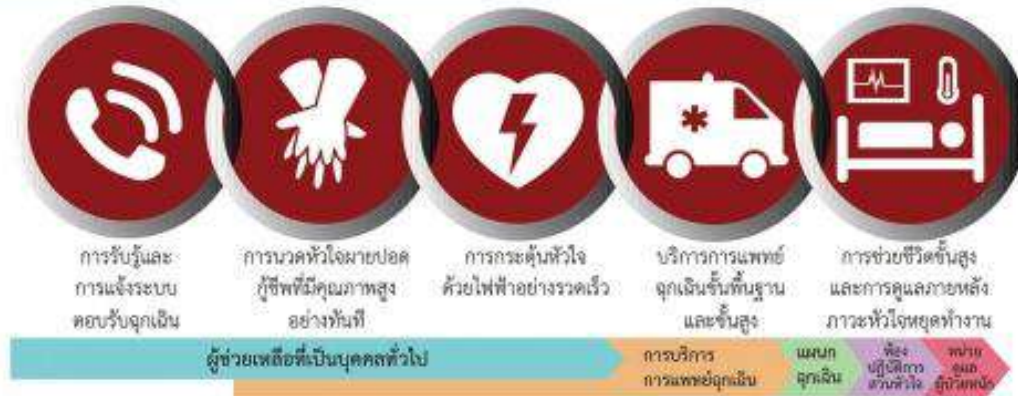 การรับรู้และ
การแจ้งระบบ
ตอบรับฉุกเฉิน
การนวดหัวใจผายปอด
กู้ชีพที่มีคุณภาพสูง
อย่างทันที
การกระตุ้นหัวใจ
ด้วยไฟฟ้าอย่างรวดเร็ว
บริการการแพทย์
ฉุกเฉินขั้นพื้นฐาน
และขั้นสูง
การช่วยชีวิตขั้นสูง
และการดูแลภายหลัง
ภาวะหัวใจหยุดทำงาน
ผู้ช่วยเหลือที่เป็นบุคคลทั่วไป
การบริการ
การแพทย์ฉุกเฉิน
แผนก
ฉุกเฉิน
ห้อง
ปฏิบัติการ
สวนหัวใจ
หน่วย
ดูแล
ผู้ป่วยหนัก